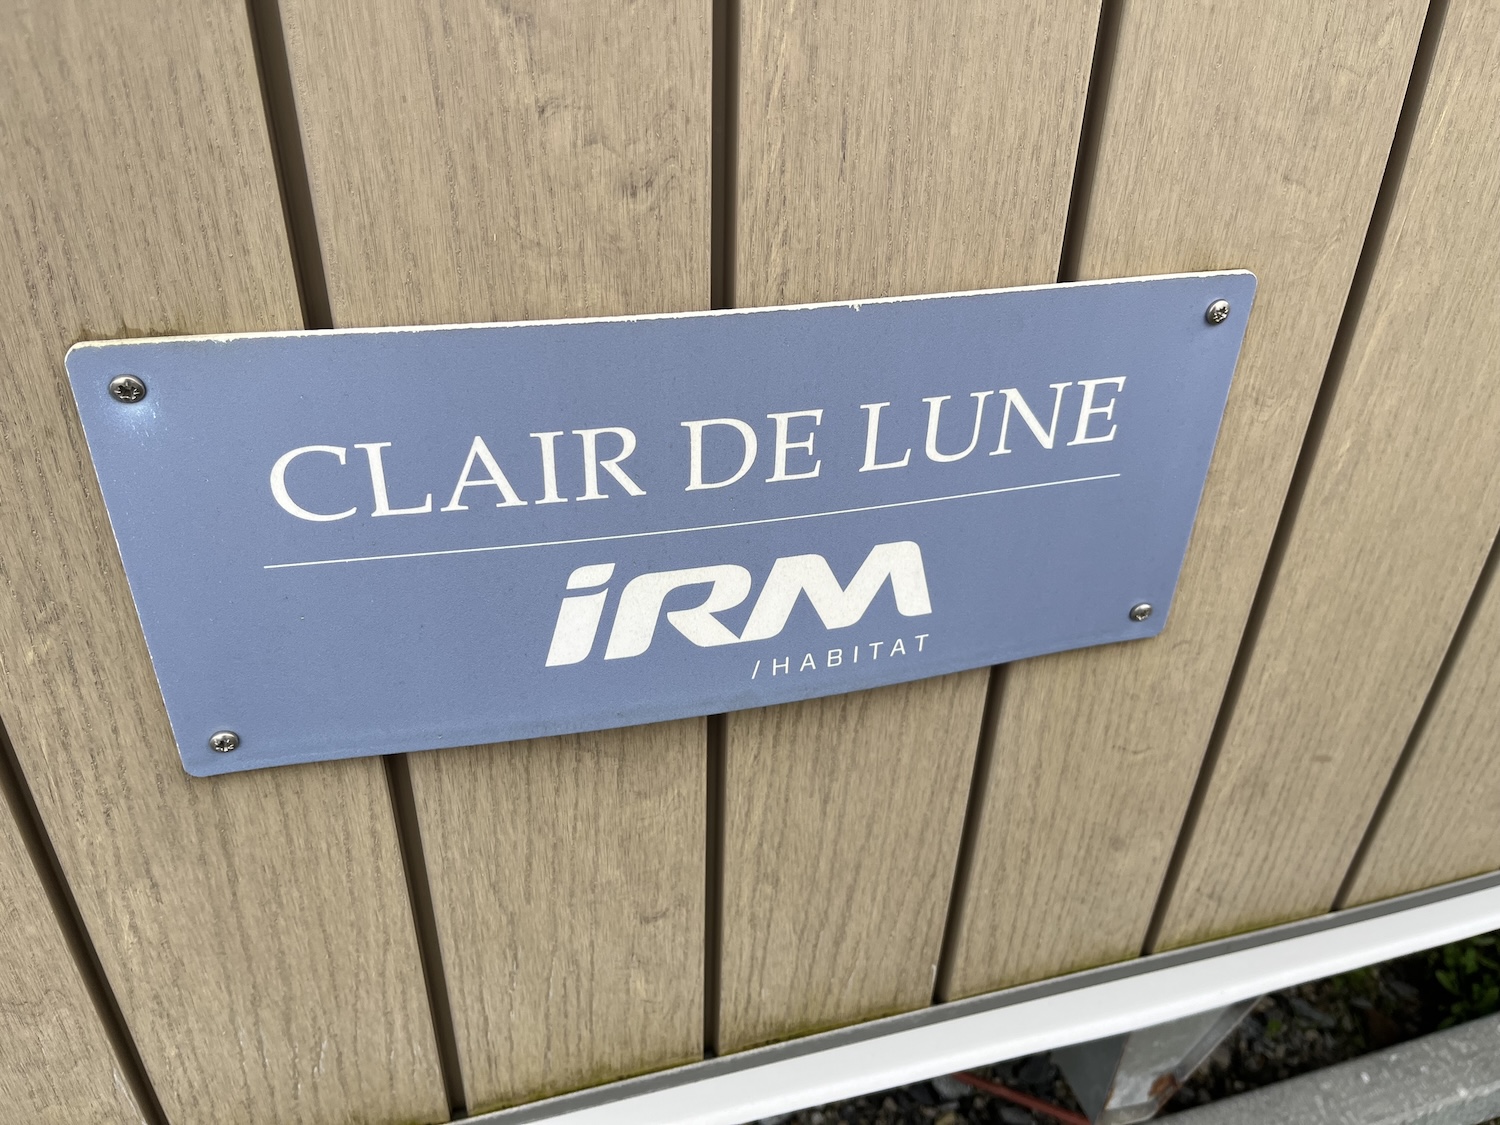 CLAIR DE LUNE
iRM
/HABITAT